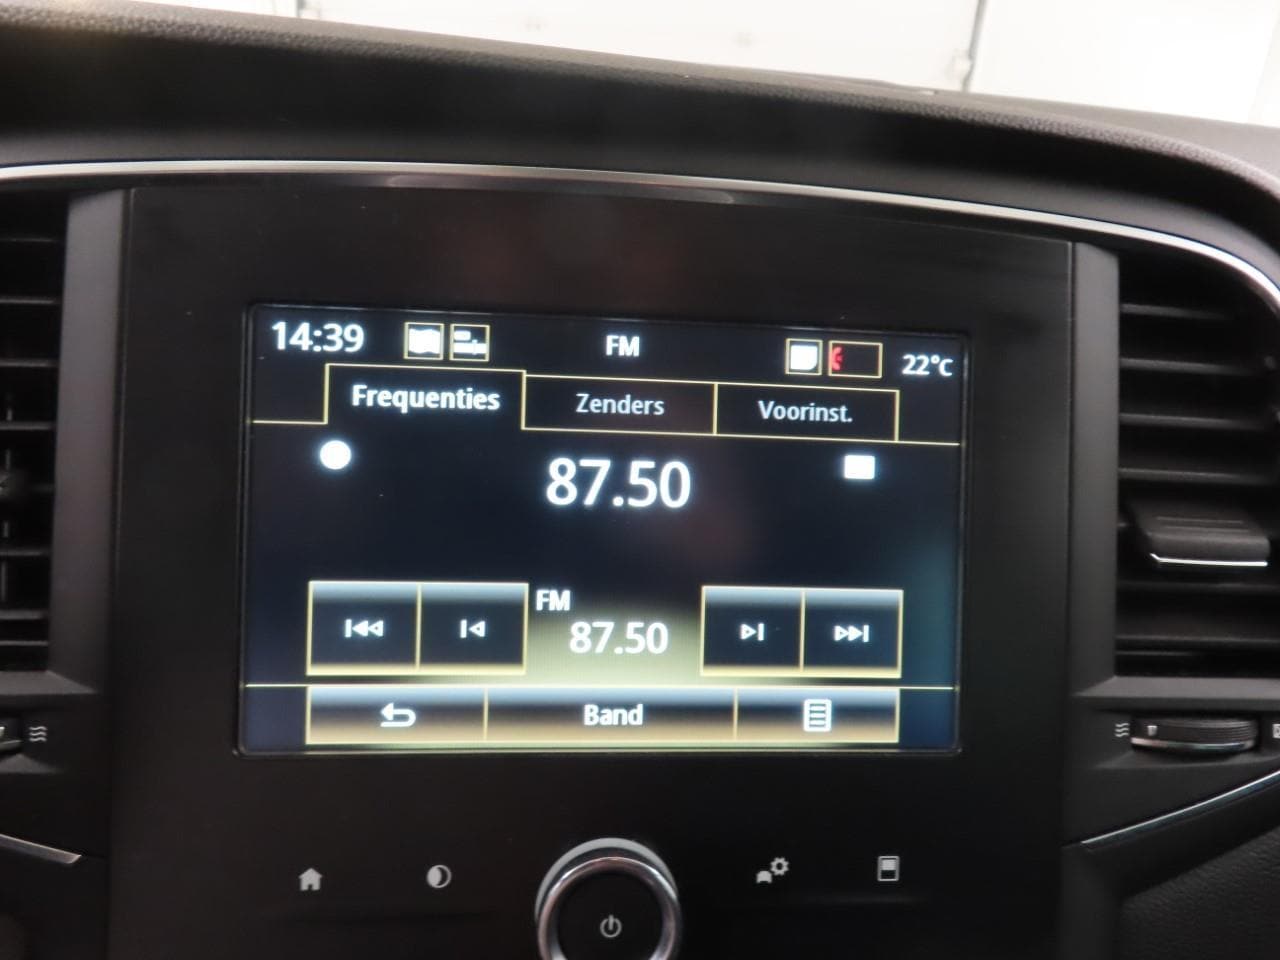 14:39 FM 22°C
Frequenties Zenders Voorinst.
87.50
FM
87.50
Band